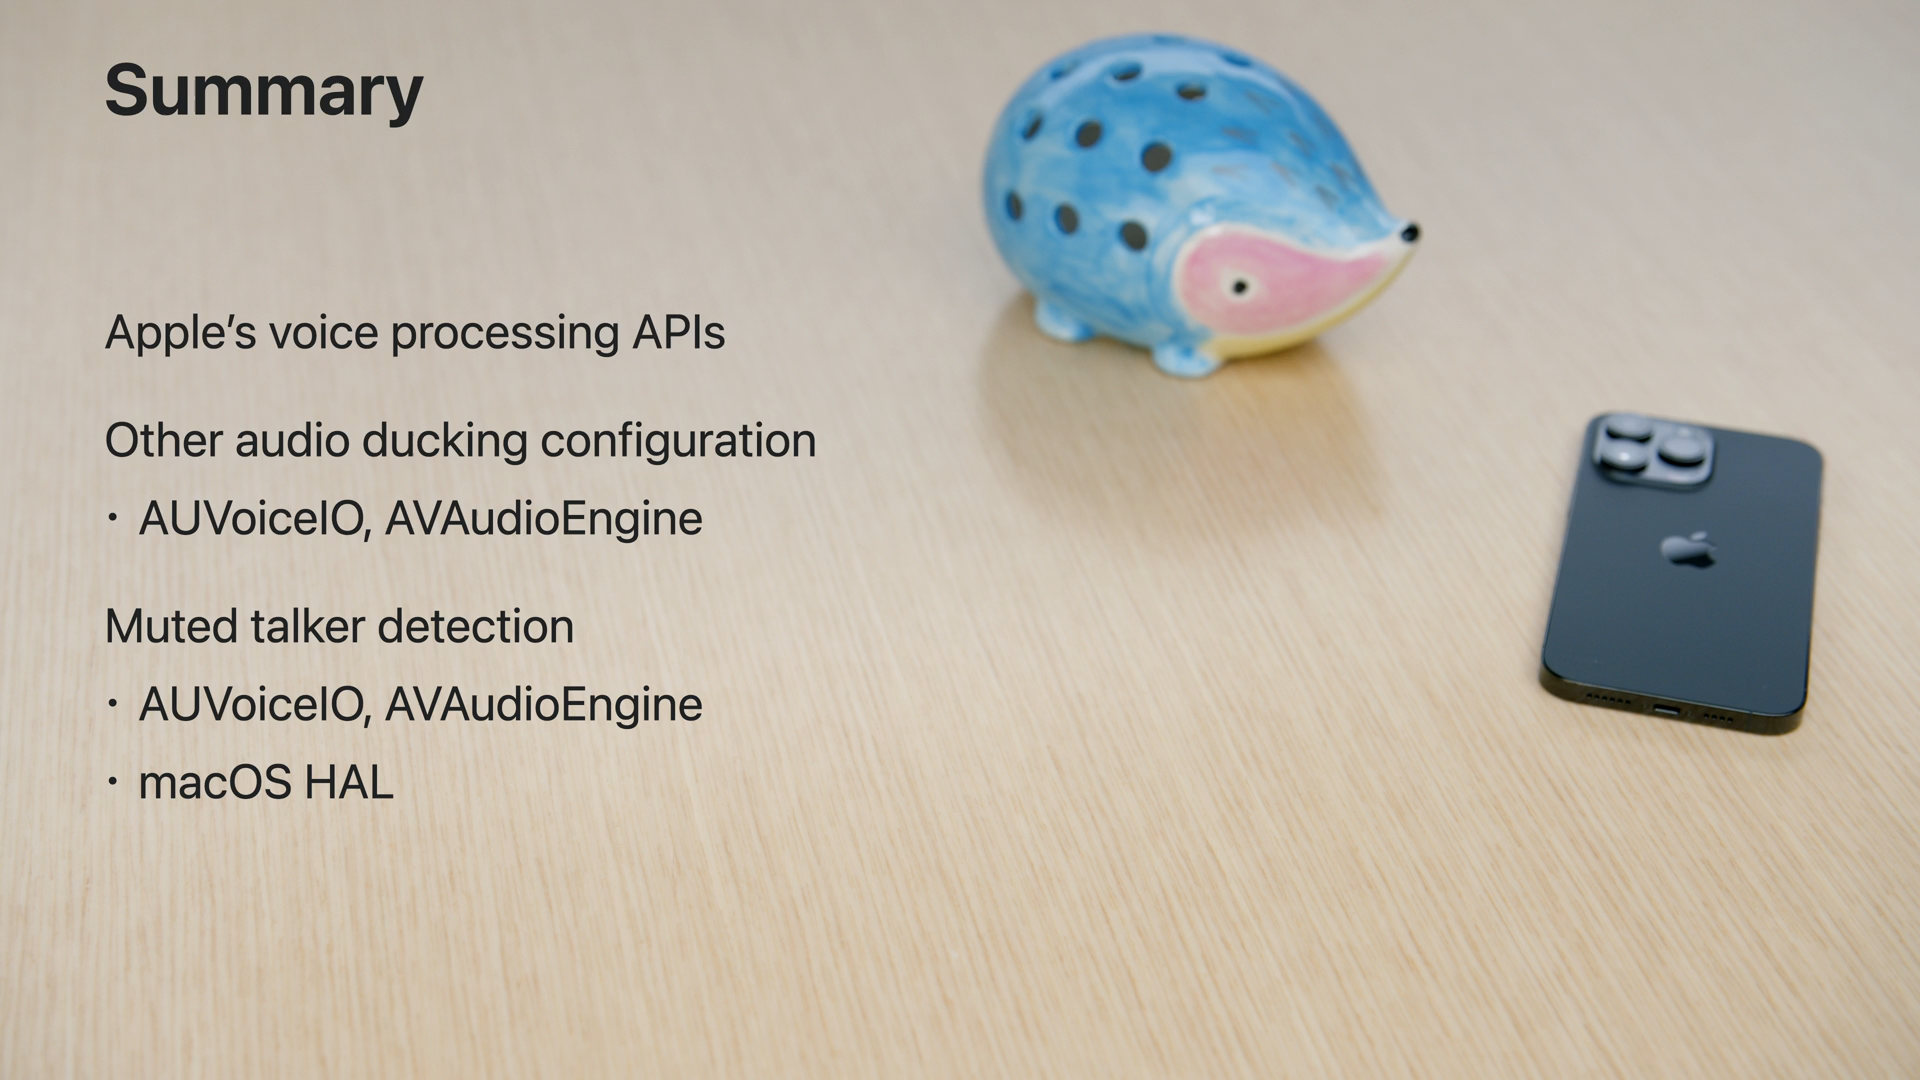 Summary
Apple’s voice processing APIs
Other audio ducking configuration
• AUVoiceIO, AVAudioEngine
Muted talker detection
• AUVoiceIO, AVAudioEngine
• macOS HAL